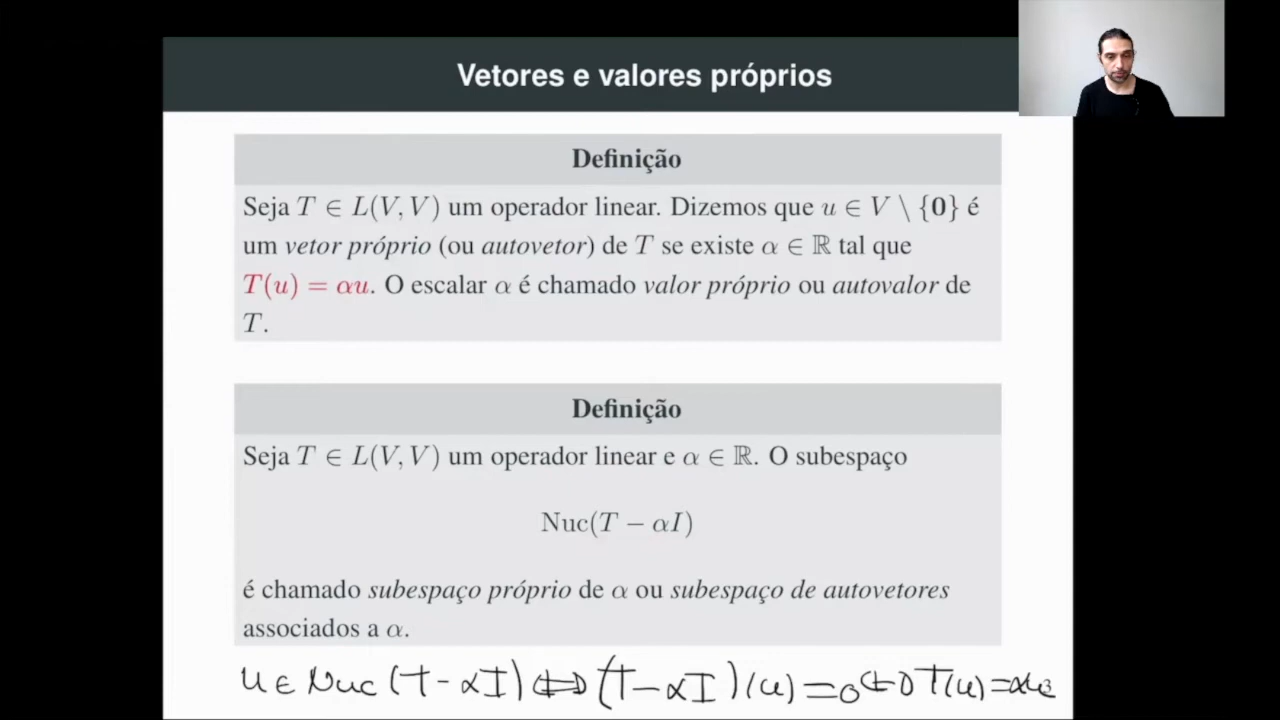 Vetores e valores próprios
Definição
Seja T ∈ L(V, V) um operador linear. Dizemos que u ∈ V \ {0} é
um vetor próprio (ou autovetor) de T se existe α ∈ ℝ tal que
T(u) = αu. O escalar α é chamado valor próprio ou autovalor de
T.
Definição
Seja T ∈ L(V, V) um operador linear e α ∈ ℝ. O subespaço
Nuc(T − αI)
é chamado subespaço próprio de α ou subespaço de autovetores
associados a α.
u ∈ Nuc (T - αI) ⇔ (T - αI)(u) = 0 ⇔ T(u) = αu